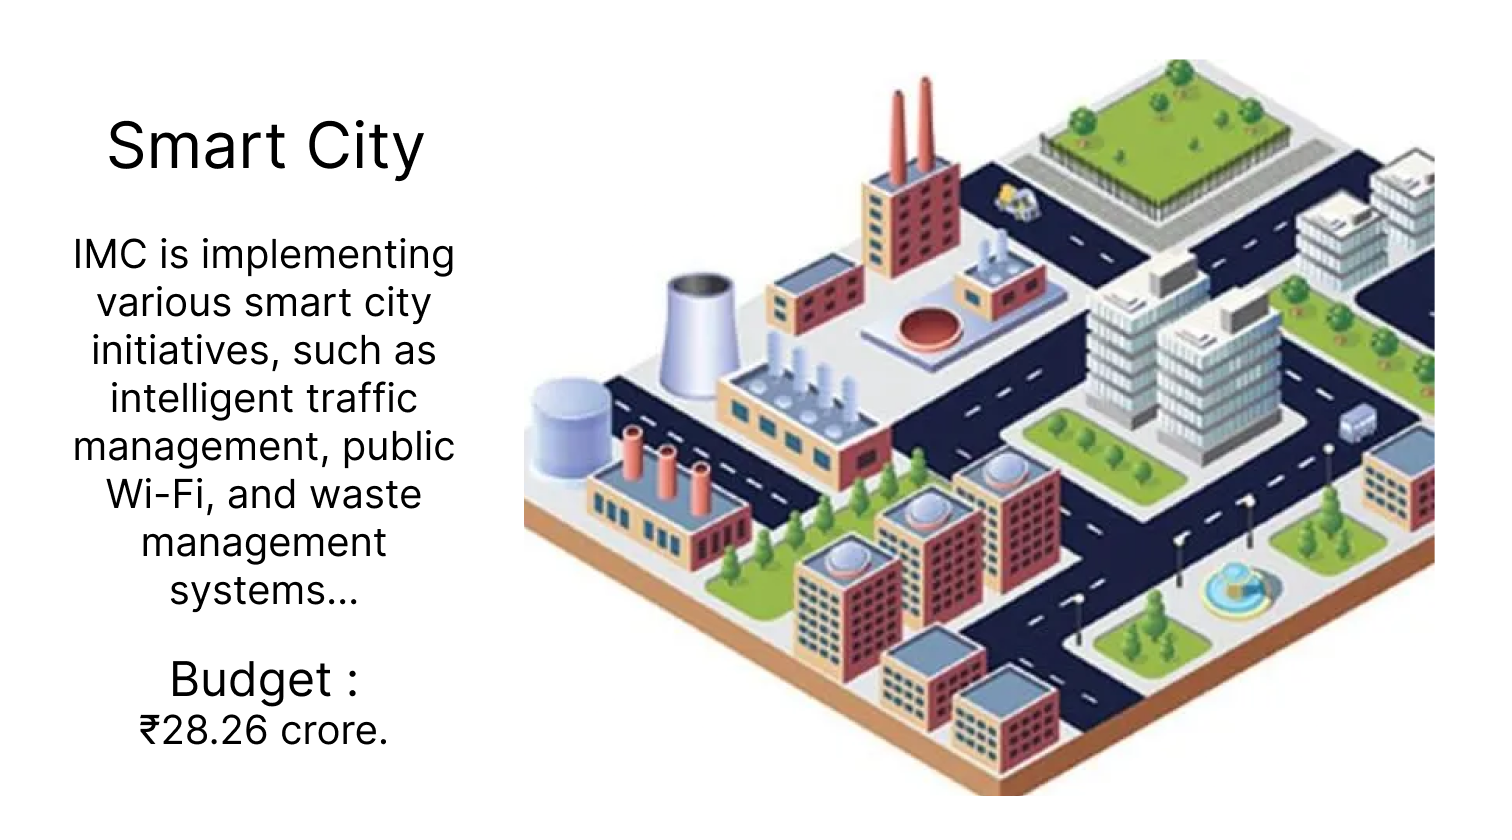 Smart City
IMC is implementing
various smart city
initiatives, such as
intelligent traffic
management, public
Wi-Fi, and waste
management
systems...
Budget :
₹28.26 crore.